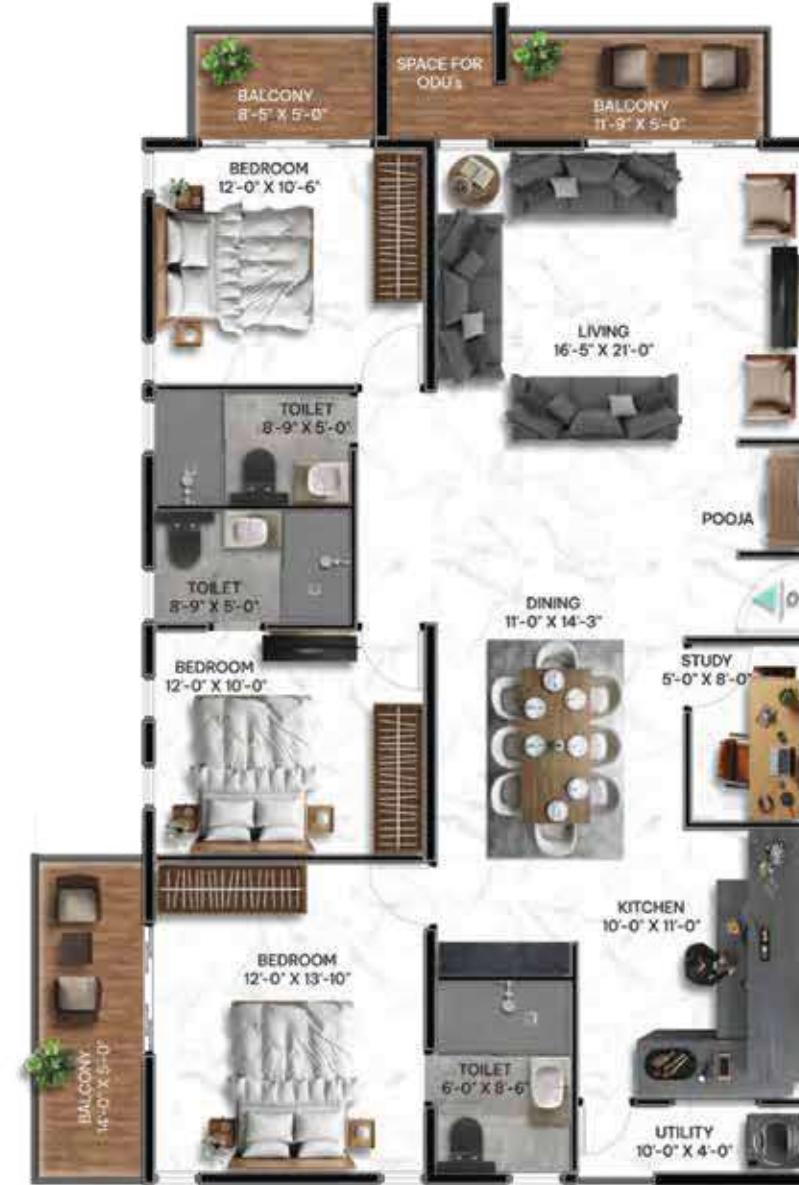 SPACE FOR
ODU's
BALCONY
8'-5" X 5'-0"
BALCONY
11'-9" X 5'-0"
BEDROOM
12'-0" X 10'-6"
LIVING
16'-5" X 21'-0"
TOILET
8'-9" X 5'-0"
POOJA
TOILET
8'-9" X 5'-0"
DINING
11'-0" X 14'-3"
STUDY
5'-0" X 8'-0"
BEDROOM
12'-0" X 10'-0"
KITCHEN
10'-0" X 11'-0"
BEDROOM
12'-0" X 13'-10"
BALCONY
14'-0" X 5'-0"
TOILET
6'-0" X 8'-6"
UTILITY
10'-0" X 4'-0"